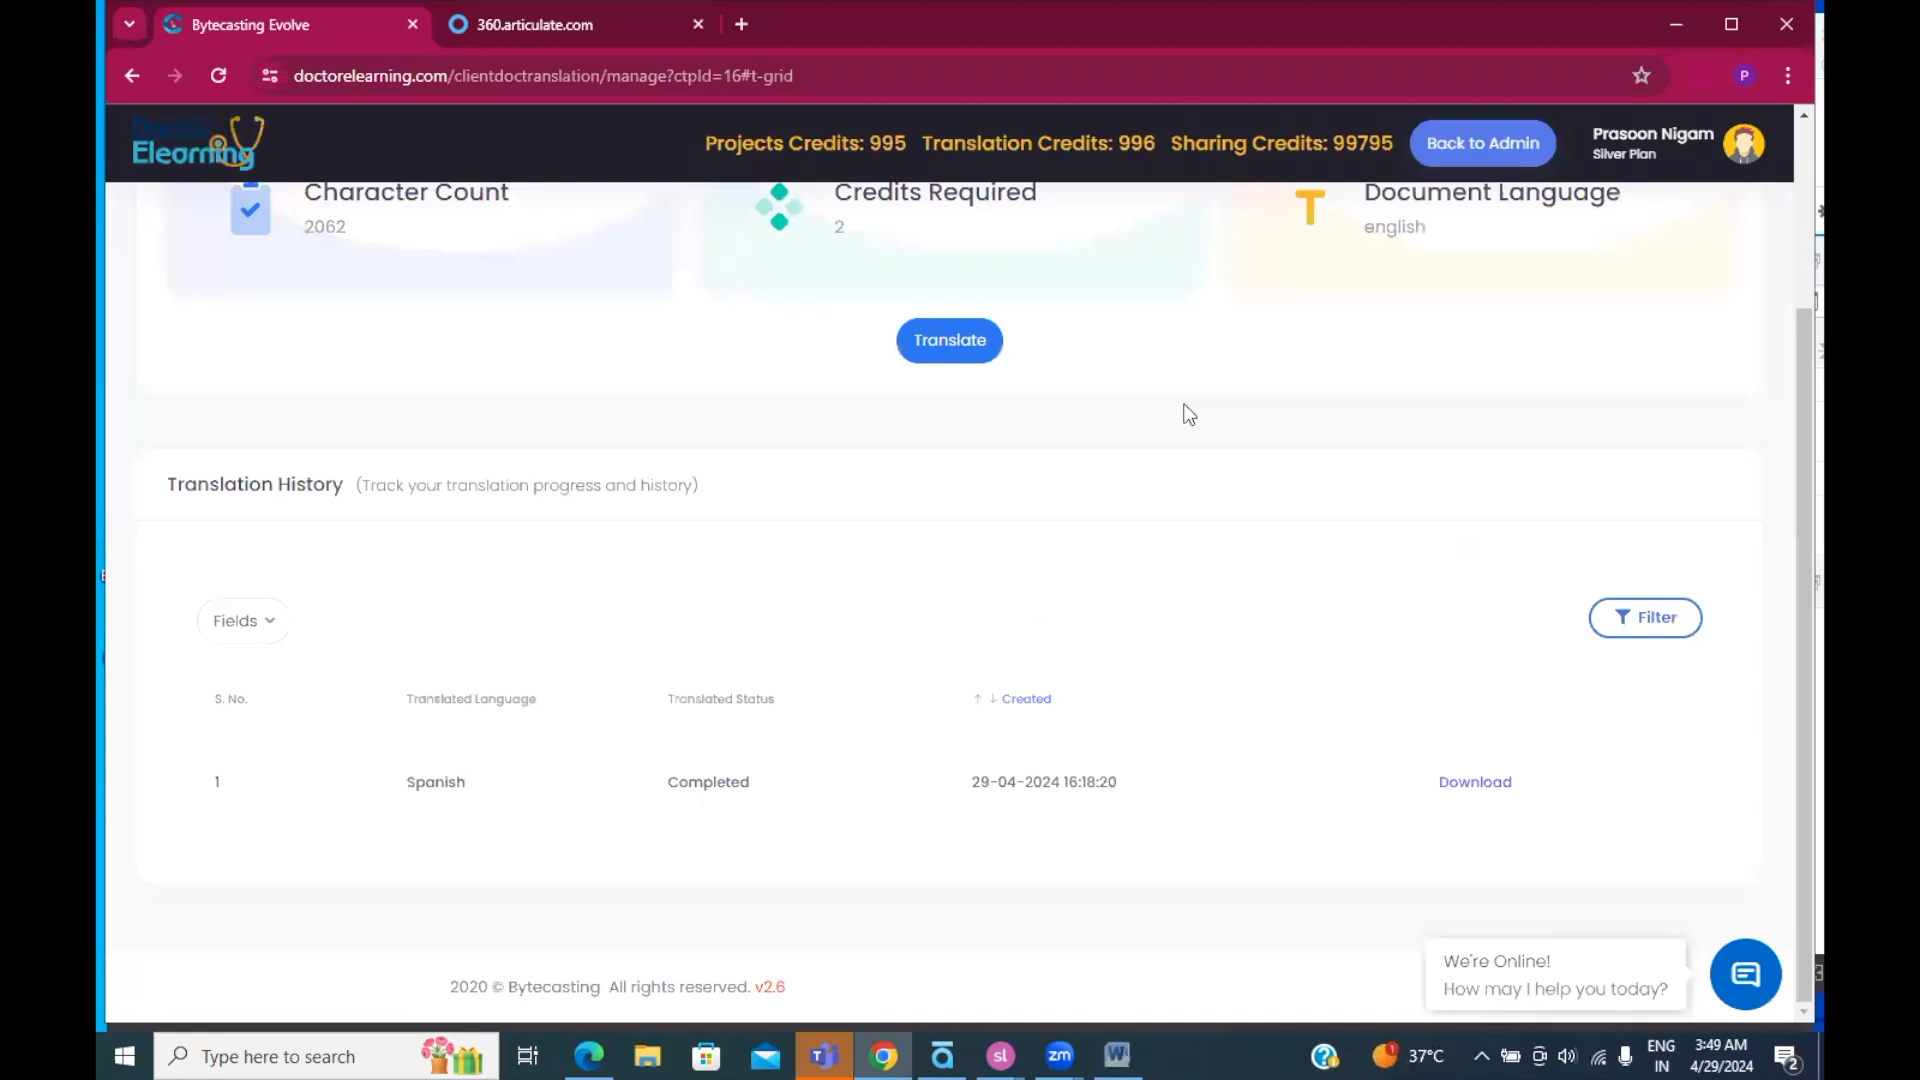 Bytecasting Evolve
360.articulate.com
doctorelearning.com/clientdoctranslation/manage?ctpId=16#t-grid
P
Doctor
Elearning
Projects Credits: 995 Translation Credits: 996 Sharing Credits: 99795
Back to Admin
Prasoon Nigam
Silver Plan
Character Count
2062
Credits Required
2
T
Document Language
english
Translate
Translation History (Track your translation progress and history)
Fields
Filter
S. No. Translated Language Translated Status ↑ ↓ Created
1 Spanish Completed 29-04-2024 16:18:20 Download
We're Online!
How may I help you today?
2020 © Bytecasting All rights reserved. v2.6
Type here to search
sl
zm
W
37°C
ENG
IN
3:49 AM
4/29/2024
2